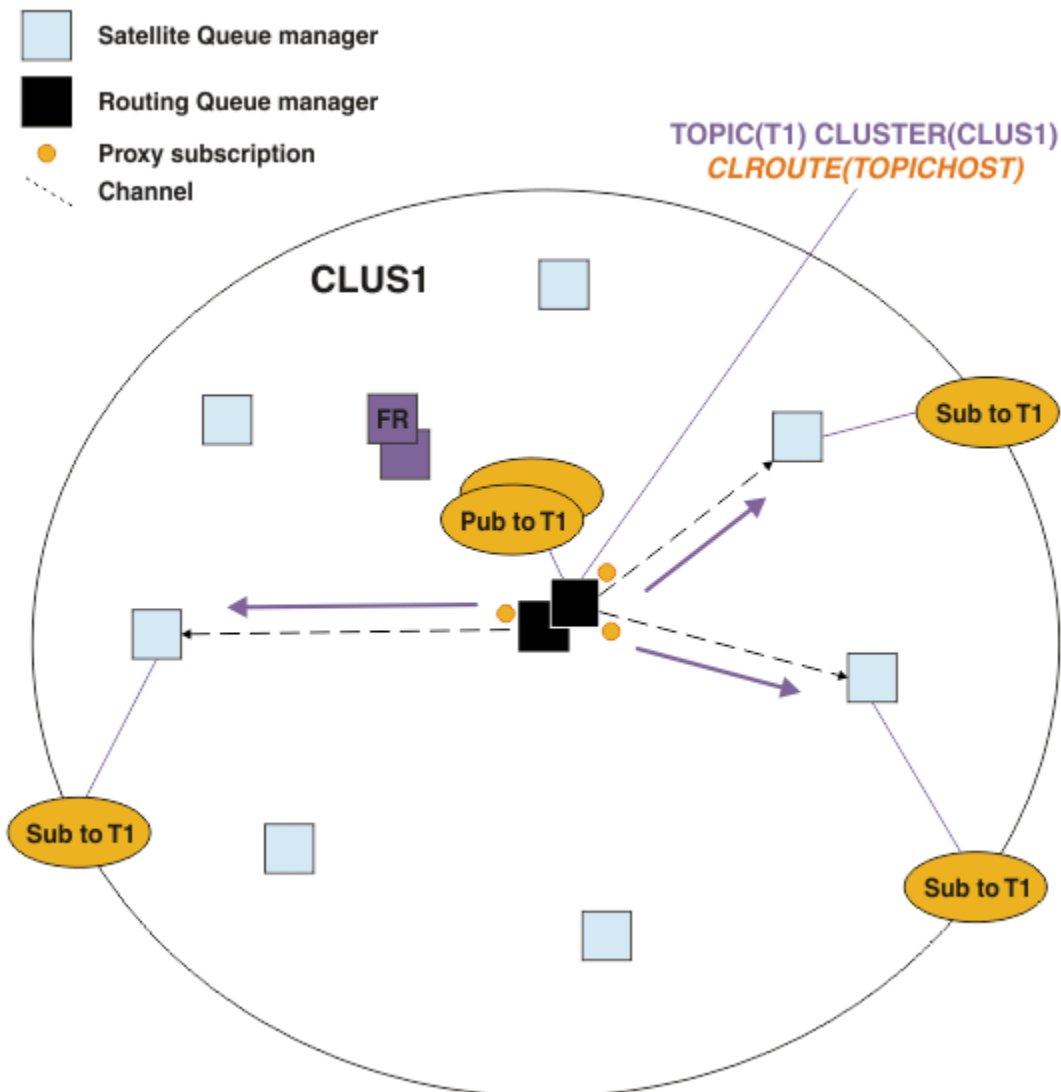 Satellite Queue manager
Routing Queue manager
Proxy subscription
Channel
TOPIC(T1) CLUSTER(CLUS1)
CLROUTE(TOPICHOST)
CLUS1
FR
Sub to T1
Pub to T1
Sub to T1
Sub to T1